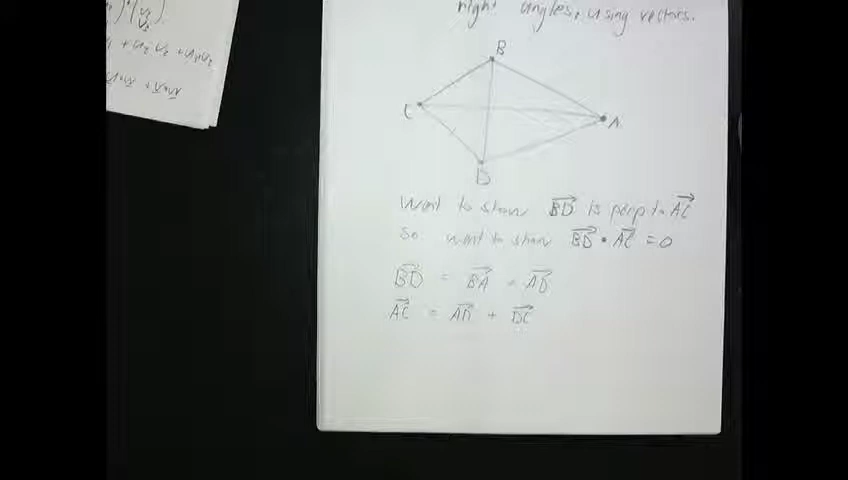 right angles, using vectors.
B
C
A
D
Want to show BD is perp to AC
So want to show BD • AC = 0
BD = BA + AD
AC = AD + DC